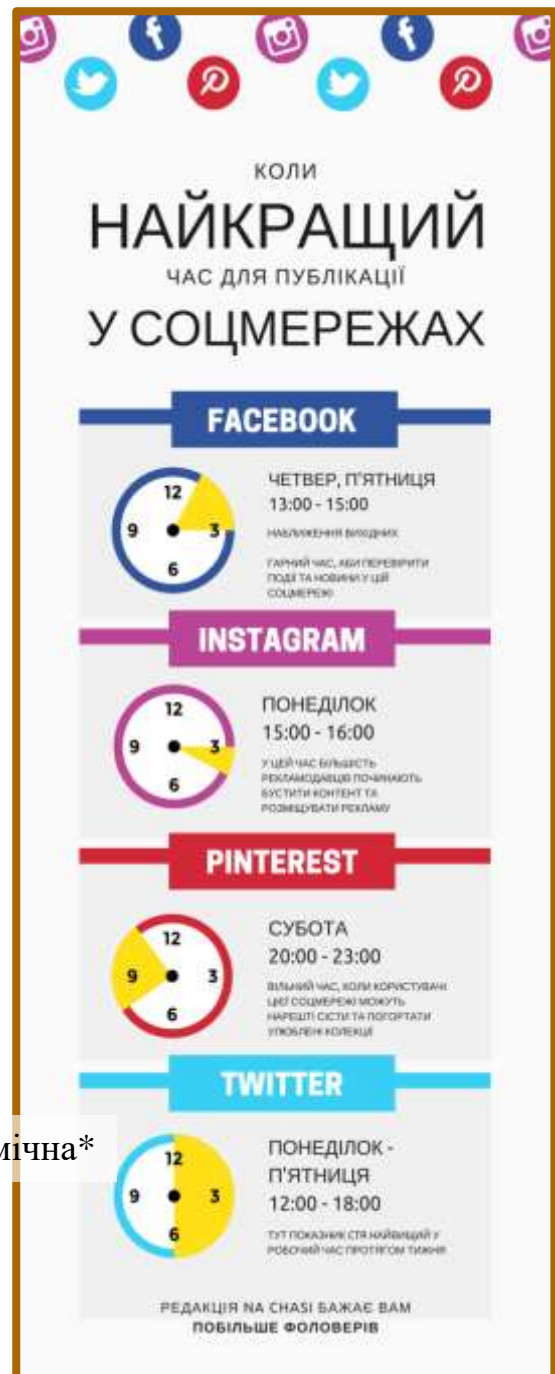 КОЛИ
НАЙКРАЩИЙ
ЧАС ДЛЯ ПУБЛІКАЦІЇ
У СОЦМЕРЕЖАХ
FACEBOOK
12
9 3
6
ЧЕТВЕР, П'ЯТНИЦЯ
13:00 - 15:00
НАБЛИЖЕННЯ ВИХІДНИХ
ГАРНИЙ ЧАС, АБИ ПЕРЕВІРИТИ
ПОДІЇ ТА НОВИНИ У ЦІЙ
СОЦМЕРЕЖІ
INSTAGRAM
12
9 3
6
ПОНЕДІЛОК
15:00 - 16:00
У ЦЕЙ ЧАС БІЛЬШІСТЬ
РЕКЛАМОДАВЦІВ ПОЧИНАЮТЬ
БУСТИТИ КОНТЕНТ ТА
РОЗМІЩУВАТИ РЕКЛАМУ
PINTEREST
12
9 3
6
СУБОТА
20:00 - 23:00
ВІЛЬНИЙ ЧАС, КОЛИ КОРИСТУВАЧІ
ЦІЄЇ СОЦМЕРЕЖІ МОЖУТЬ
НАРЕШТІ СІСТИ ТА ПОГОРТАТИ
УЛЮБЛЕНІ КОЛЕКЦІЇ
TWITTER
мічна*
12
9 3
6
ПОНЕДІЛОК -
П'ЯТНИЦЯ
12:00 - 18:00
ТУТ ПОКАЗНИК CTR НАЙВИЩИЙ У
РОБОЧИЙ ЧАС ПРОТЯГОМ ТИЖНЯ
РЕДАКЦІЯ NA CHASI БАЖАЄ ВАМ
ПОБІЛЬШЕ ФОЛОВЕРІВ